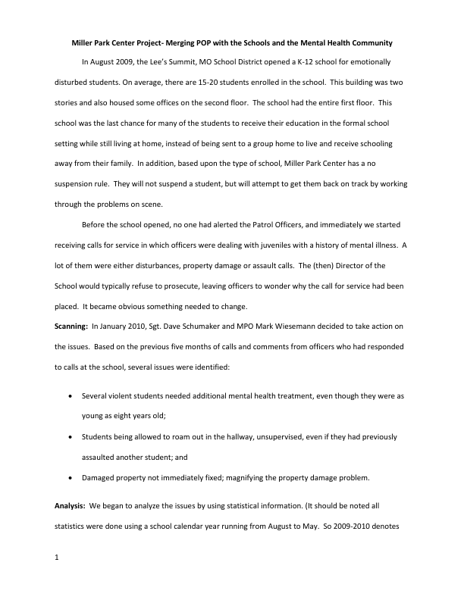 Miller Park Center Project- Merging POP with the Schools and the Mental Health Community
In August 2009, the Lee's Summit, MO School District opened a K-12 school for emotionally
disturbed students. On average, there are 15-20 students enrolled in the school.  This building was two
stories and also housed some offices on the second floor.  The school had the entire first floor.  This
school was the last chance for many of the students to receive their education in the formal school
setting while still living at home, instead of being sent to a group home to live and receive schooling
away from their family.  In addition, based upon the type of school, Miller Park Center has a no
suspension rule.  They will not suspend a student, but will attempt to get them back on track by working
through the problems on scene.
Before the school opened, no one had alerted the Patrol Officers, and immediately we started
receiving calls for service in which officers were dealing with juveniles with a history of mental illness.  A
lot of them were either disturbances, property damage or assault calls.  The (then) Director of the
School would typically refuse to prosecute, leaving officers to wonder why the call for service had been
placed.  It became obvious something needed to change.
Scanning:  In January 2010, Sgt. Dave Schumaker and MPO Mark Wiesemann decided to take action on
the issues.  Based on the previous five months of calls and comments from officers who had responded
to calls at the school, several issues were identified:
• Several violent students needed additional mental health treatment, even though they were as
young as eight years old;
• Students being allowed to roam out in the hallway, unsupervised, even if they had previously
assaulted another student; and
• Damaged property not immediately fixed; magnifying the property damage problem.
Analysis:  We began to analyze the issues by using statistical information. (It should be noted all
statistics were done using a school calendar year running from August to May.  So 2009-2010 denotes
1